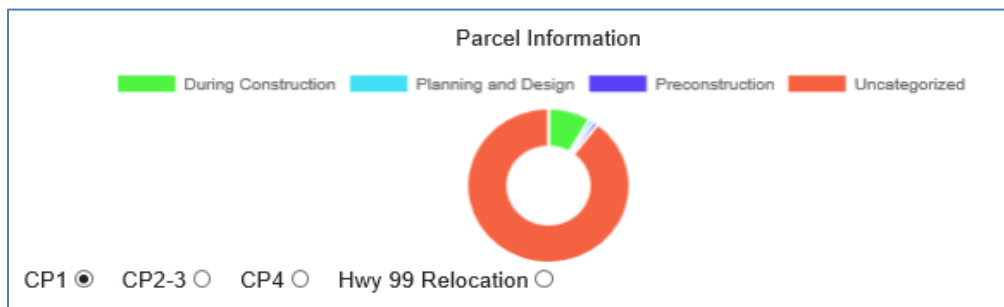 Parcel Information
During Construction Planning and Design Preconstruction Uncategorized
CP1 CP2-3 CP4 Hwy 99 Relocation